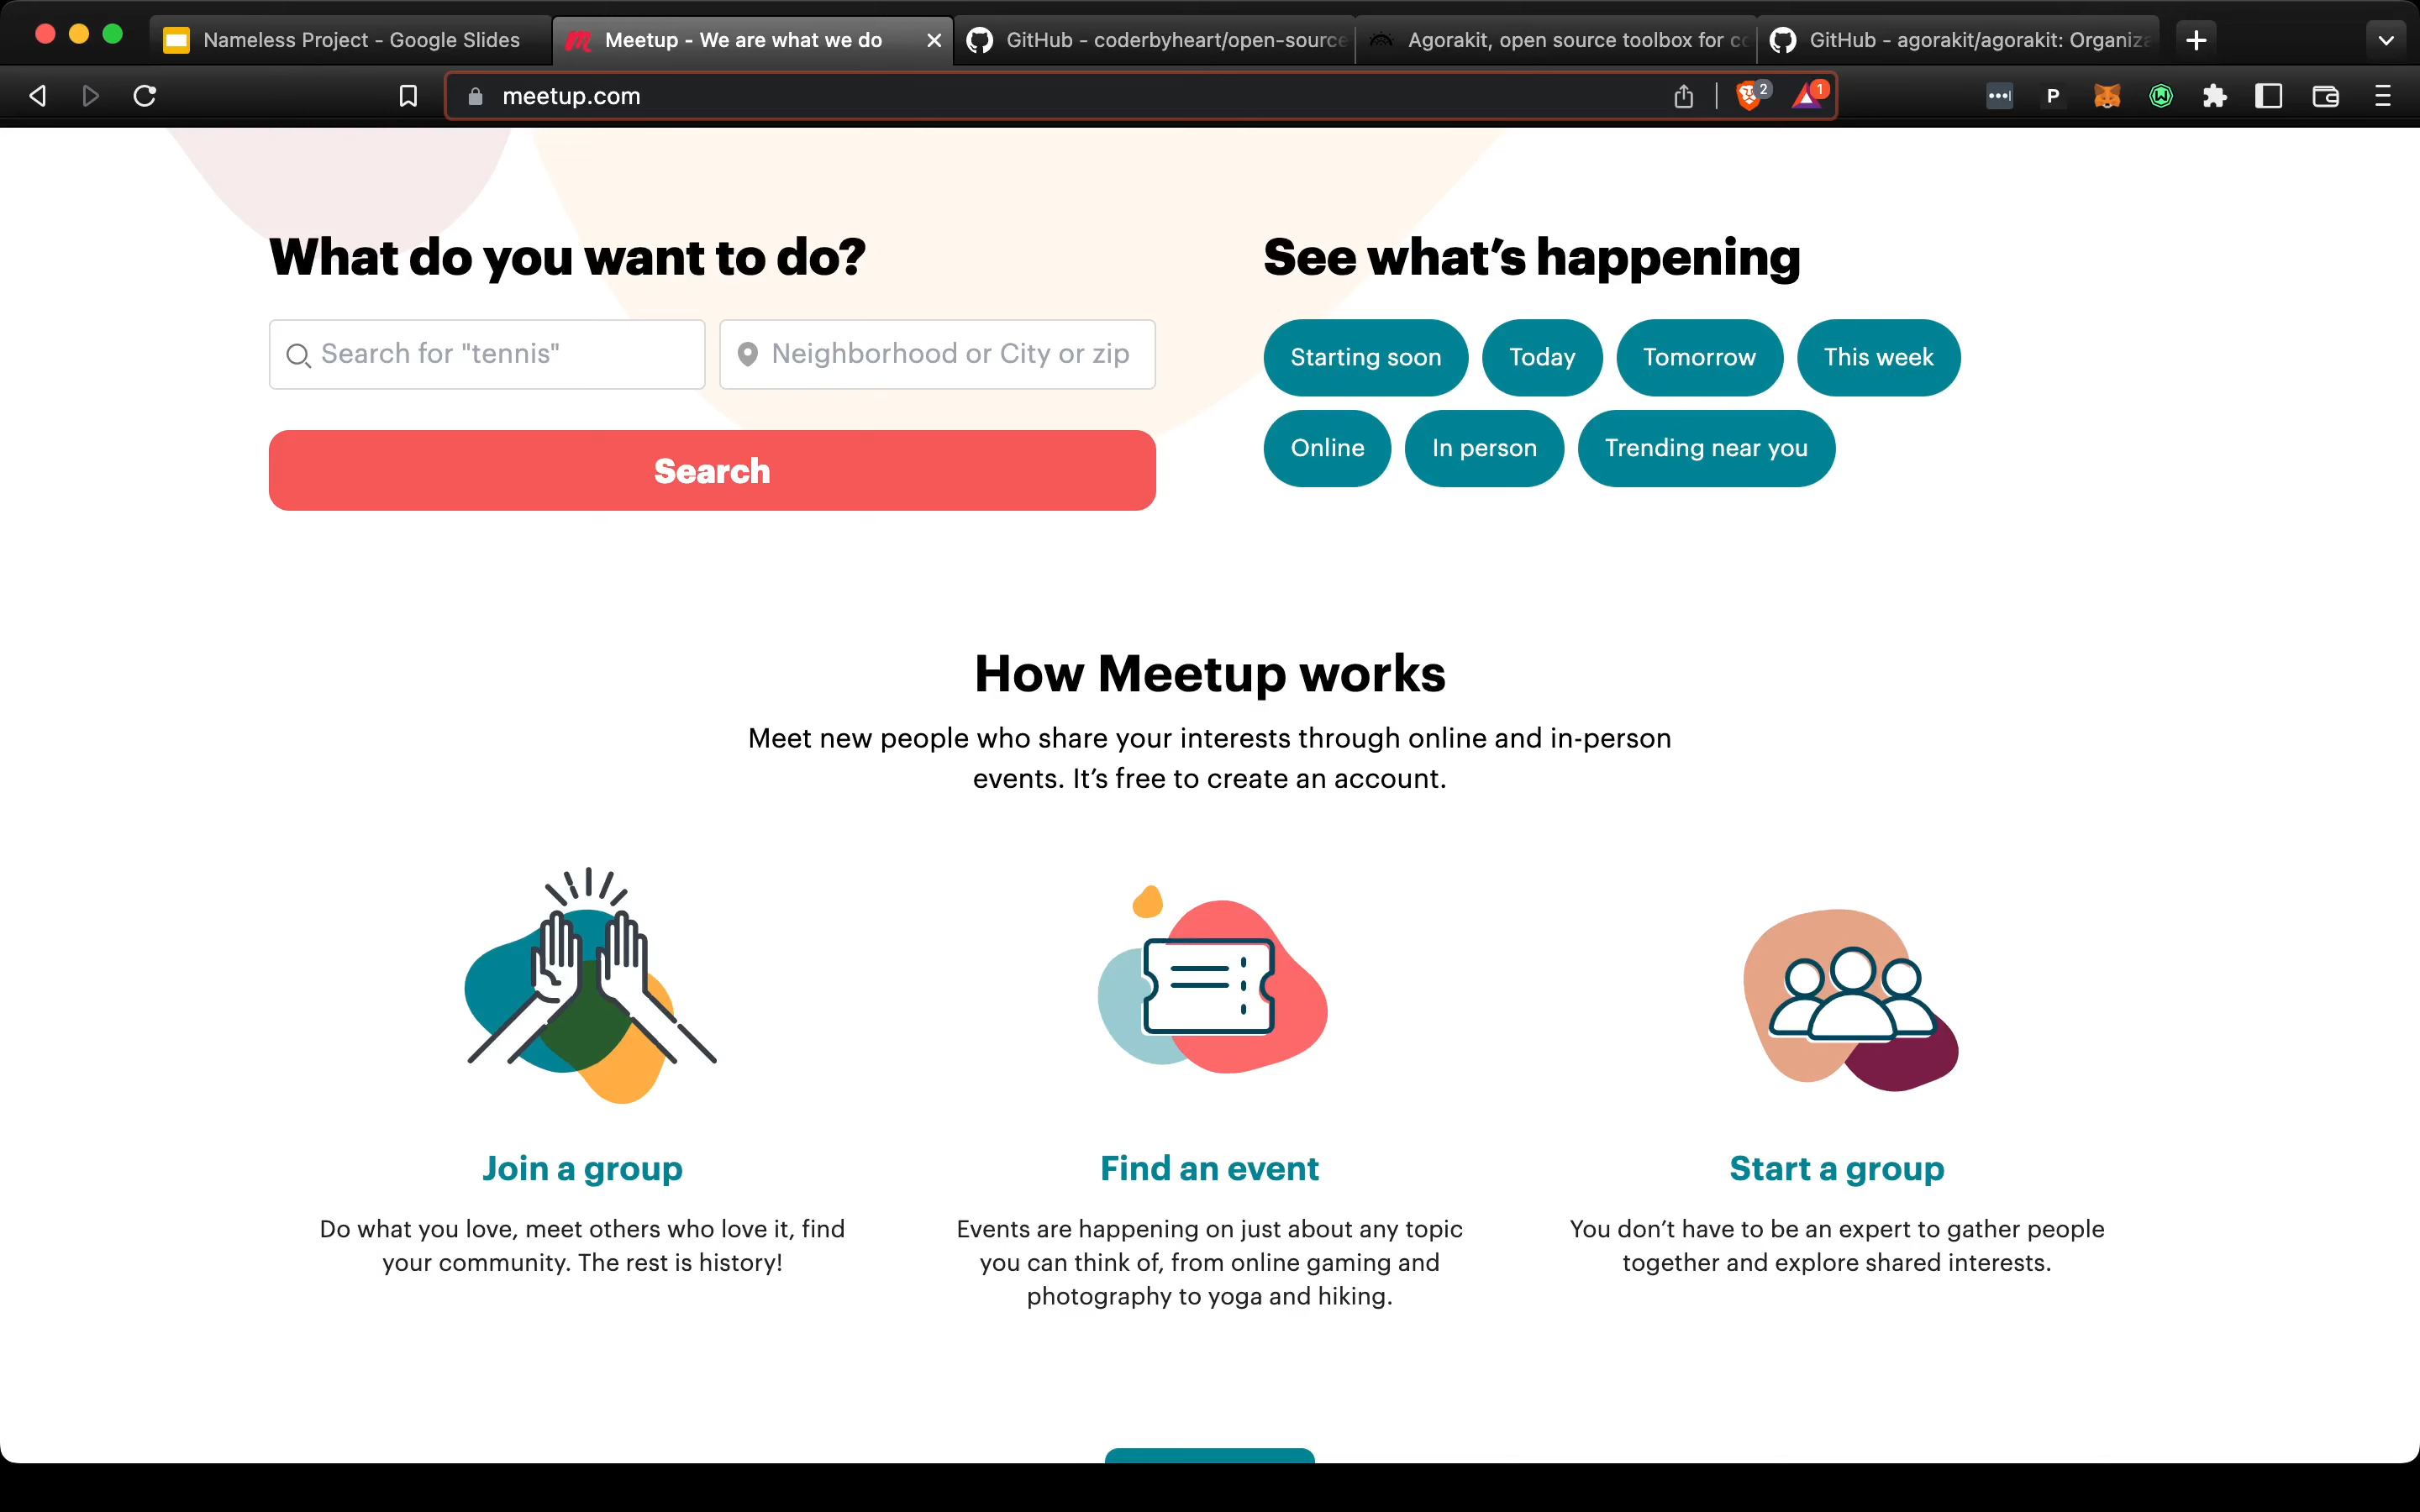 Nameless Project - Google Slides
Meetup - We are what we do
GitHub - coderbyheart/open-source
Agorakit, open source toolbox for co
GitHub - agorakit/agorakit: Organiza
meetup.com
2
1
P
What do you want to do?
Search for "tennis"
Neighborhood or City or zip
Search
See what’s happening
Starting soon
Today
Tomorrow
This week
Online
In person
Trending near you
How Meetup works
Meet new people who share your interests through online and in-person
events. It’s free to create an account.
Join a group
Do what you love, meet others who love it, find
your community. The rest is history!
Find an event
Events are happening on just about any topic
you can think of, from online gaming and
photography to yoga and hiking.
Start a group
You don’t have to be an expert to gather people
together and explore shared interests.